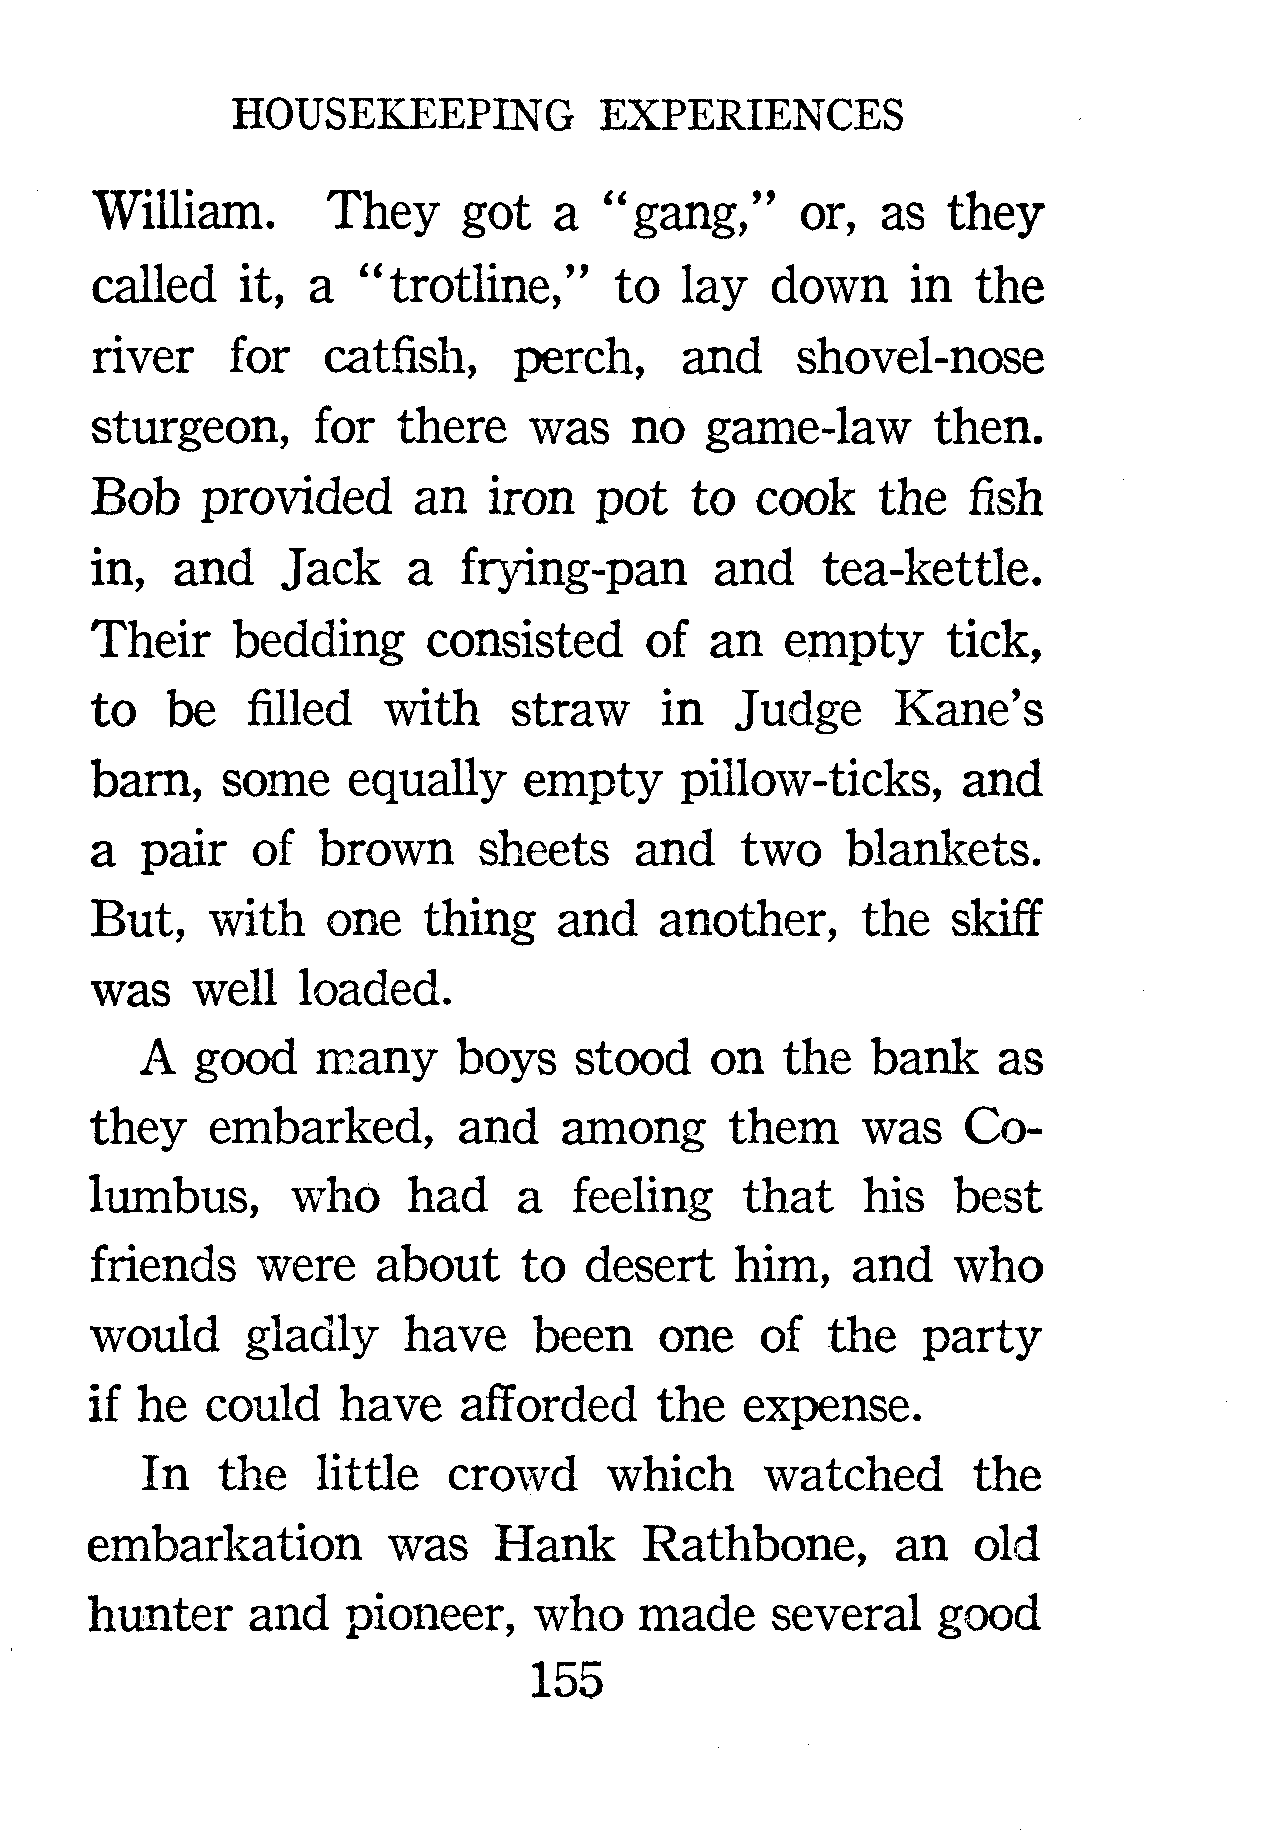 HOUSEKEEPING EXPERIENCES
William. They got a “gang,” or, as they
called it, a “trotline,” to lay down in the
river for catfish, perch, and shovel-nose
sturgeon, for there was no game-law then.
Bob provided an iron pot to cook the fish
in, and Jack a frying-pan and tea-kettle.
Their bedding consisted of an empty tick,
to be filled with straw in Judge Kane’s
barn, some equally empty pillow-ticks, and
a pair of brown sheets and two blankets.
But, with one thing and another, the skiff
was well loaded.
A good many boys stood on the bank as
they embarked, and among them was Co-
lumbus, who had a feeling that his best
friends were about to desert him, and who
would gladly have been one of the party
if he could have afforded the expense.
In the little crowd which watched the
embarkation was Hank Rathbone, an old
hunter and pioneer, who made several good
155